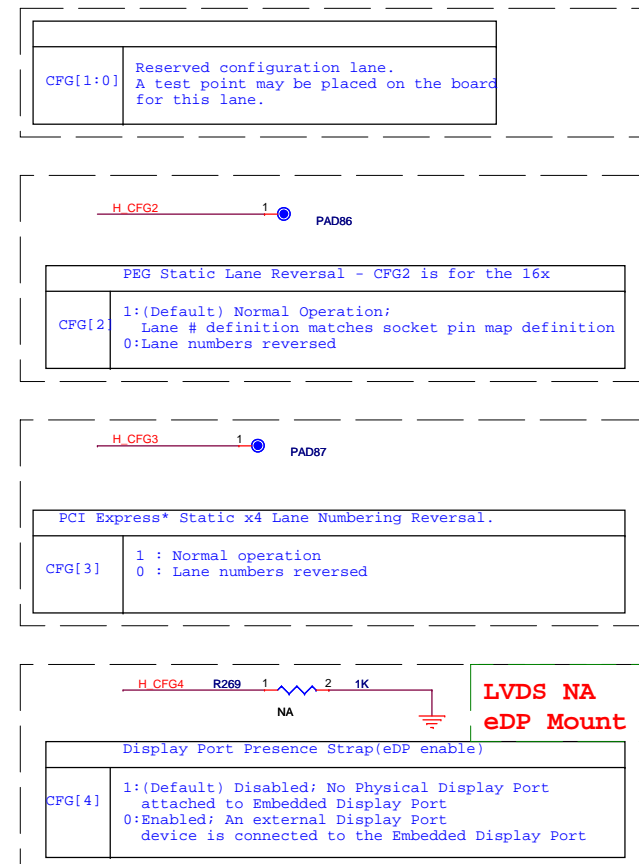 CFG[1:0]
Reserved configuration lane.
A test point may be placed on the board
for this lane.
H_CFG2
1
PAD86
PEG Static Lane Reversal - CFG2 is for the 16x
CFG[2]
1:(Default) Normal Operation;
Lane # definition matches socket pin map definition
0:Lane numbers reversed
H_CFG3
1
PAD87
PCI Express* Static x4 Lane Numbering Reversal.
CFG[3]
1 : Normal operation
0 : Lane numbers reversed
H_CFG4 R269 1 2 1K
NA
LVDS NA
eDP Mount
Display Port Presence Strap(eDP enable)
CFG[4]
1:(Default) Disabled; No Physical Display Port
attached to Embedded Display Port
0:Enabled; An external Display Port
device is connected to the Embedded Display Port